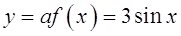 y = af(x) = 3 sin x